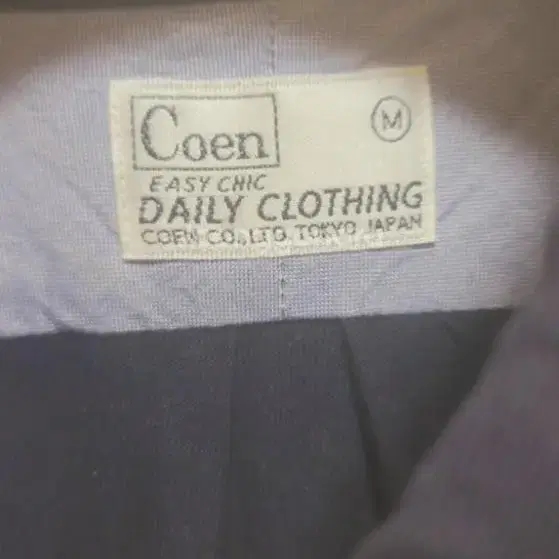 Coen M
EASY CHIC
DAILY CLOTHING
COEN CO.,LTD. TOKYO JAPAN